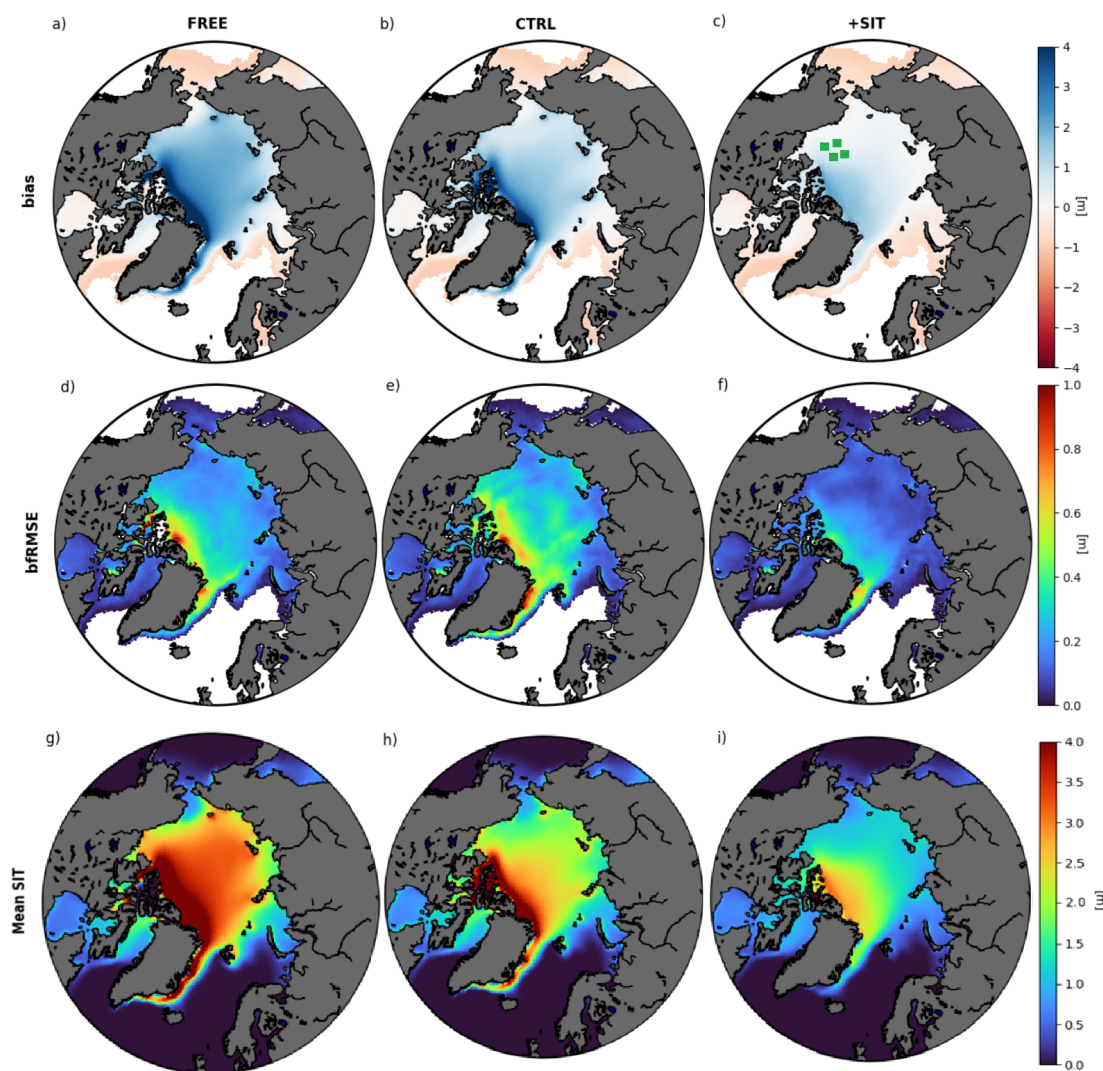 a) FREE
b) CTRL
c) +SIT
bias
4
3
2
1
0
−1
−2
−3
−4
[m]
d)
e)
f)
bfRMSE
1.0
0.8
0.6
0.4
0.2
0.0
[m]
g)
h)
i)
Mean SIT
4.0
3.5
3.0
2.5
2.0
1.5
1.0
0.5
0.0
[m]